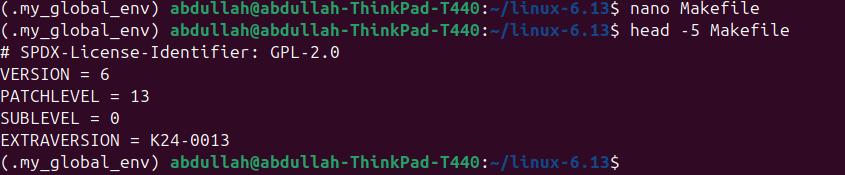 (.my_global_env) abdullah@abdullah-ThinkPad-T440:~/linux-6.13$ nano Makefile
(.my_global_env) abdullah@abdullah-ThinkPad-T440:~/linux-6.13$ head -5 Makefile
# SPDX-License-Identifier: GPL-2.0
VERSION = 6
PATCHLEVEL = 13
SUBLEVEL = 0
EXTRAVERSION = K24-0013
(.my_global_env) abdullah@abdullah-ThinkPad-T440:~/linux-6.13$